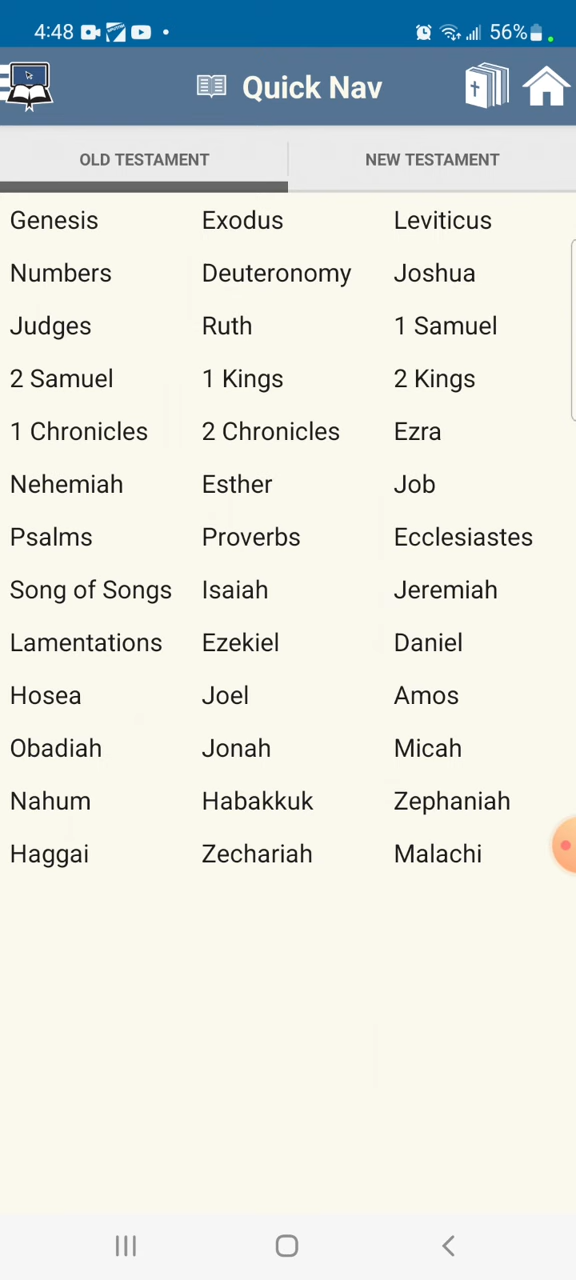 4:48 56%
Quick Nav
OLD TESTAMENT NEW TESTAMENT
Genesis Exodus Leviticus
Numbers Deuteronomy Joshua
Judges Ruth 1 Samuel
2 Samuel 1 Kings 2 Kings
1 Chronicles 2 Chronicles Ezra
Nehemiah Esther Job
Psalms Proverbs Ecclesiastes
Song of Songs Isaiah Jeremiah
Lamentations Ezekiel Daniel
Hosea Joel Amos
Obadiah Jonah Micah
Nahum Habakkuk Zephaniah
Haggai Zechariah Malachi